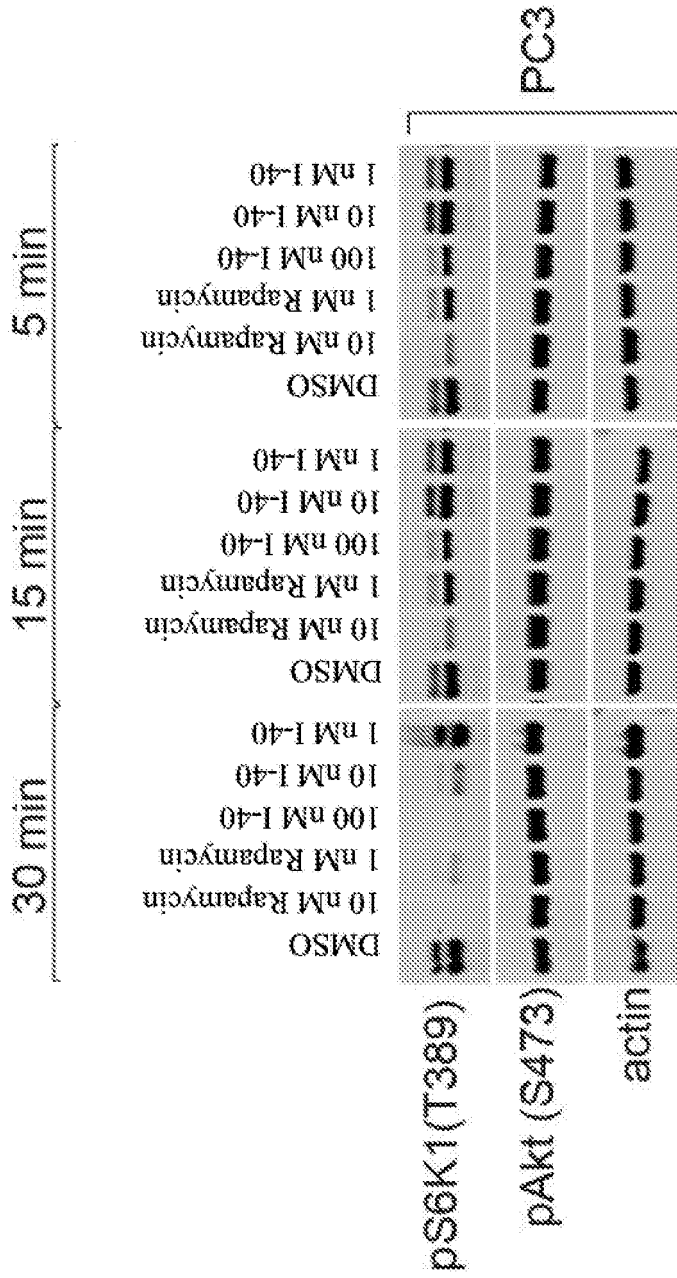 30 min
15 min
5 min
DMSO
10 nM Rapamycin
1 nM Rapamycin
100 nM I-40
10 nM I-40
1 nM I-40
DMSO
10 nM Rapamycin
1 nM Rapamycin
100 nM I-40
10 nM I-40
1 nM I-40
DMSO
10 nM Rapamycin
1 nM Rapamycin
100 nM I-40
10 nM I-40
1 nM I-40
pS6K1(T389)
pAkt (S473)
actin
PC3